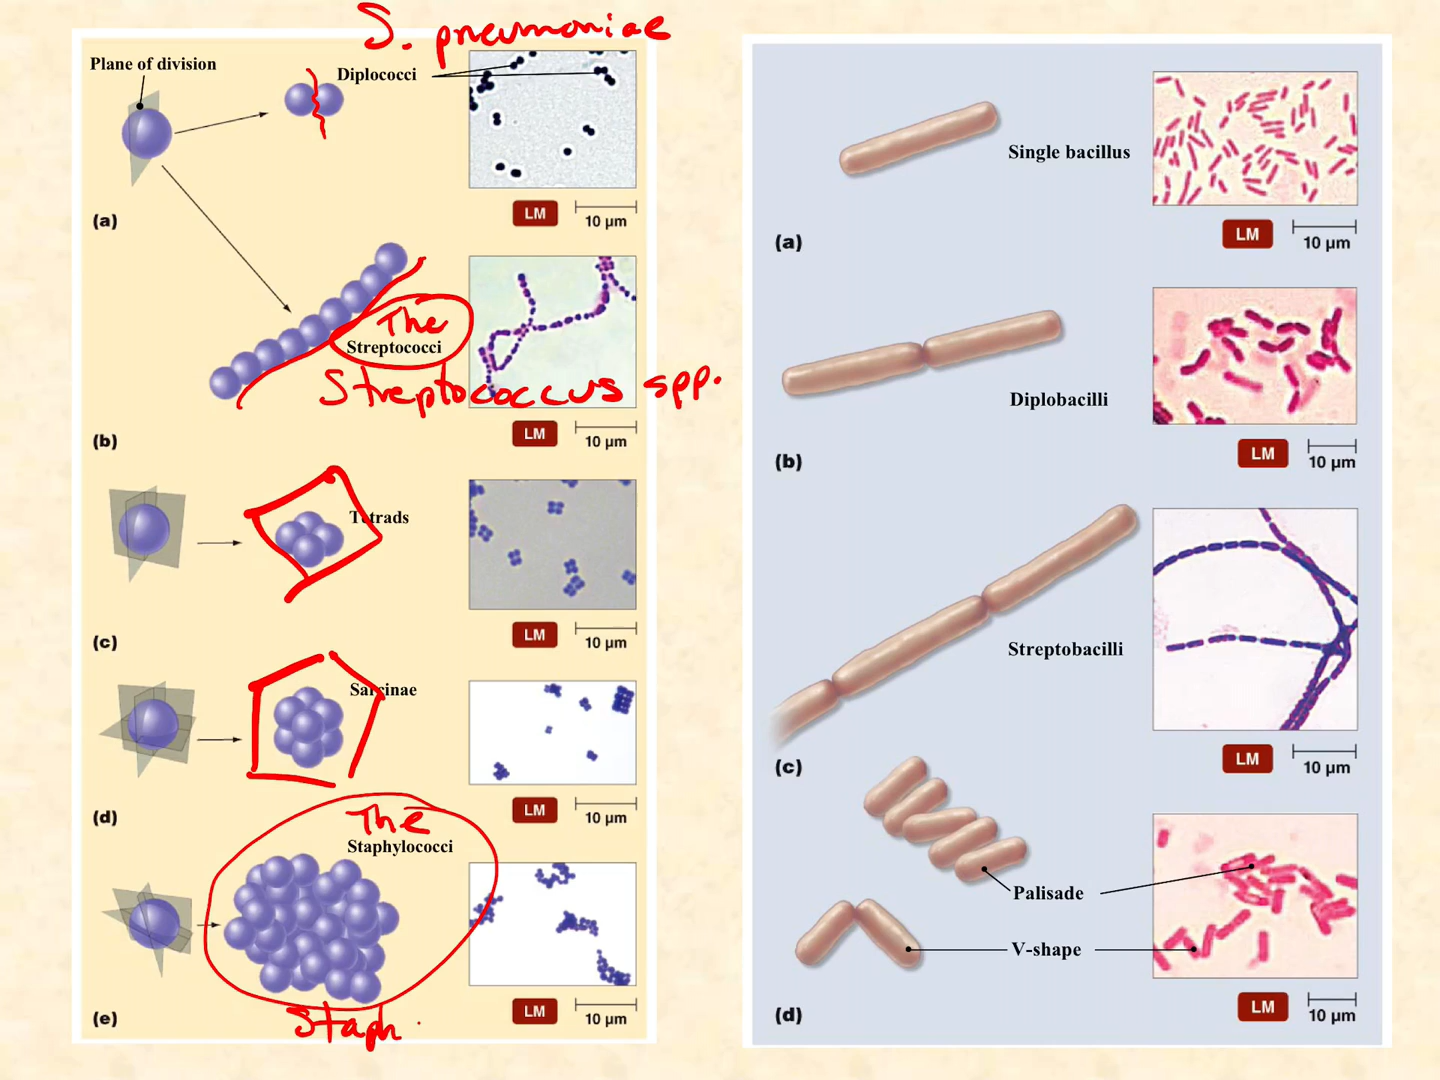 S. pneumoniae
Plane of division
Diplococci
LM
10 µm
(a)
The
Streptococci
Streptococcus spp.
LM
10 µm
(b)
Tetrads
LM
10 µm
(c)
Sarcinae
LM
10 µm
(d)
The
Staphylococci
LM
10 µm
(e)
Staph.
Single bacillus
LM
10 µm
(a)
Diplobacilli
LM
10 µm
(b)
Streptobacilli
LM
10 µm
(c)
Palisade
V-shape
LM
10 µm
(d)